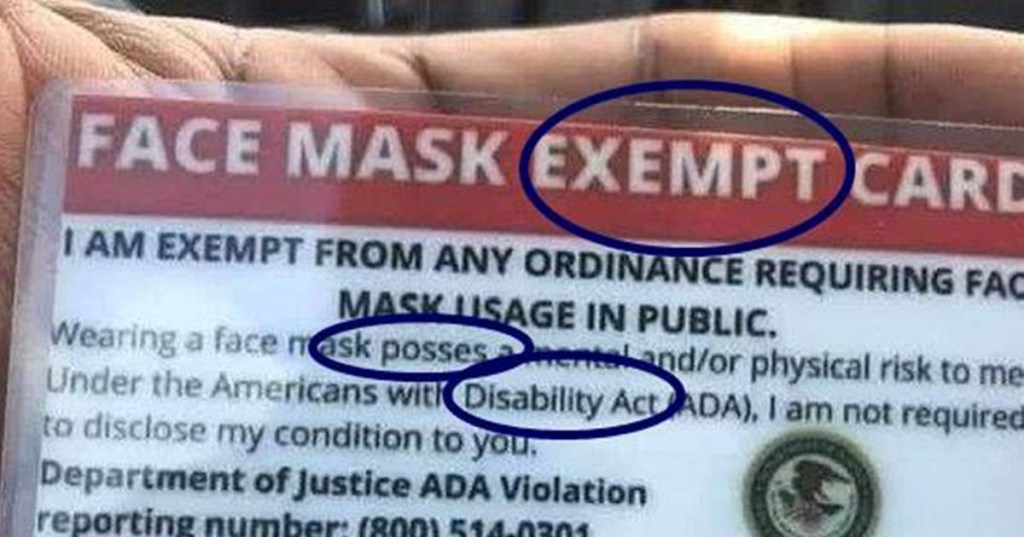 FACE MASK EXEMPT CARD
I AM EXEMPT FROM ANY ORDINANCE REQUIRING FAC
MASK USAGE IN PUBLIC.
Wearing a face mask posses a mental and/or physical risk to me
Under the Americans with Disability Act (ADA), I am not required
to disclose my condition to you.
Department of Justice ADA Violation
reporting number: (800) 514-0301